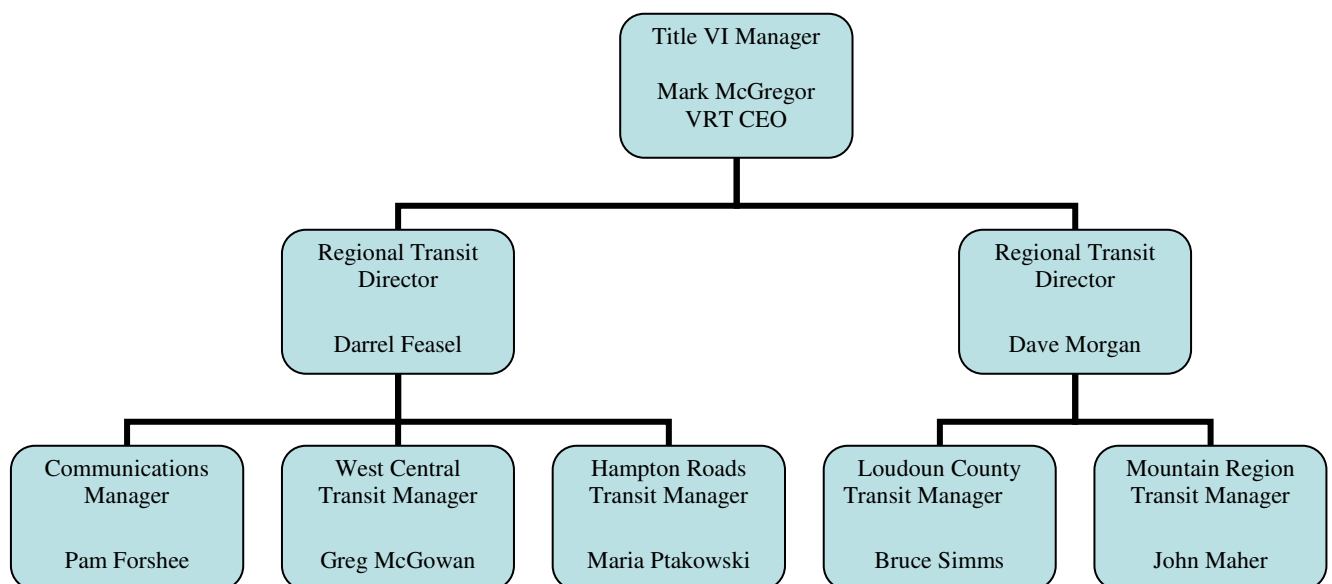 Title VI Manager
Mark McGregor
VRT CEO
Regional Transit
Director
Darrel Feasel
Regional Transit
Director
Dave Morgan
Communications
Manager
Pam Forshee
West Central
Transit Manager
Greg McGowan
Hampton Roads
Transit Manager
Maria Ptakowski
Loudoun County
Transit Manager
Bruce Simms
Mountain Region
Transit Manager
John Maher